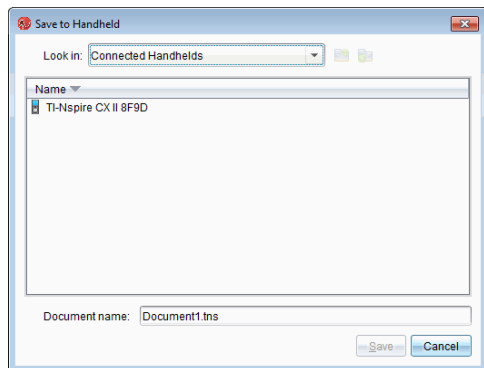 Save to Handheld
Look in: Connected Handhelds
Name
TI-Nspire CX II 8F9D
Document name: Document1.tns
Save Cancel